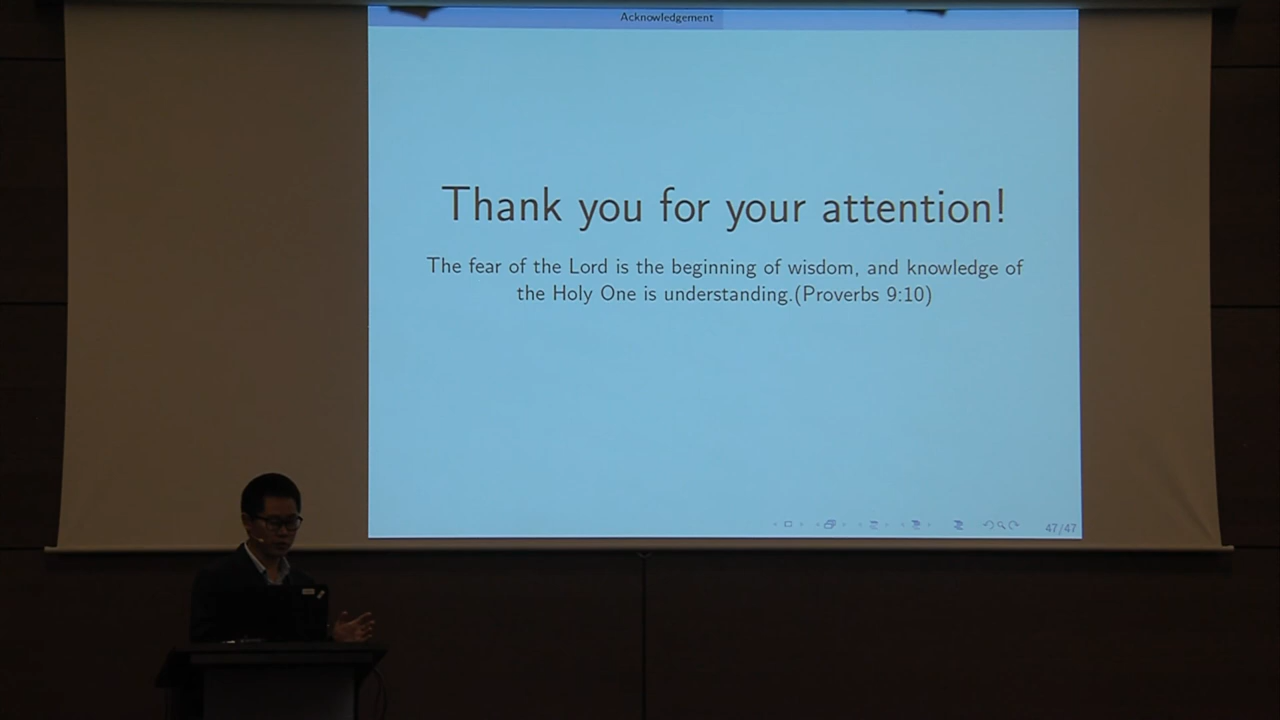 Acknowledgement
Thank you for your attention!
The fear of the Lord is the beginning of wisdom, and knowledge of
the Holy One is understanding.(Proverbs 9:10)
47/47